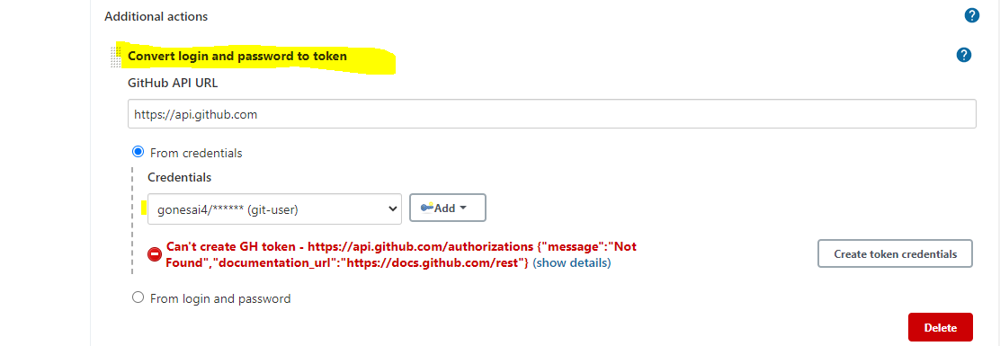 Additional actions
?
Convert login and password to token
?
GitHub API URL
https://api.github.com
From credentials
Credentials
gonesai4/****** (git-user)
Add
Can't create GH token - https://api.github.com/authorizations {"message":"Not
Found","documentation_url":"https://docs.github.com/rest"} (show details)
Create token credentials
From login and password
Delete